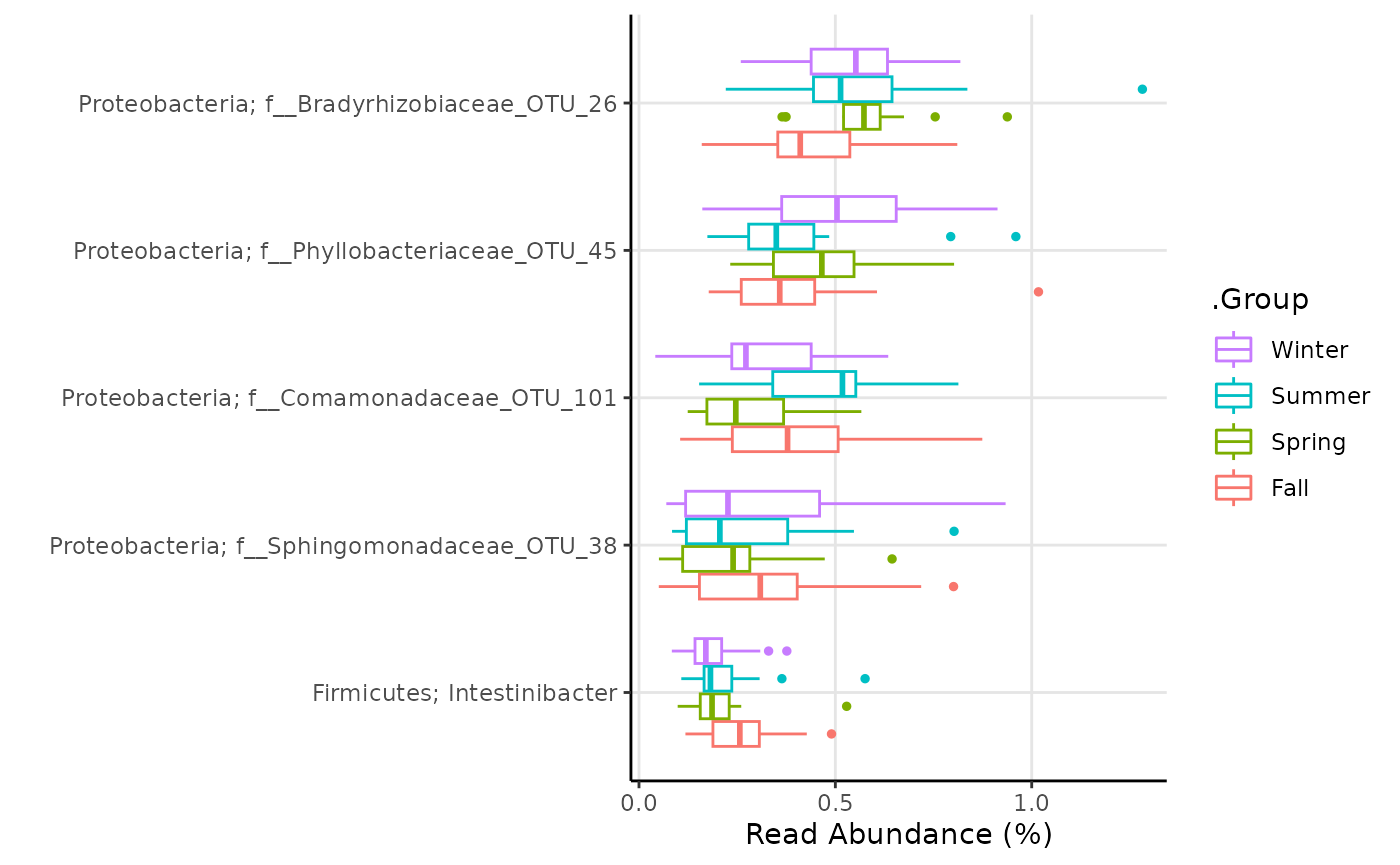 Proteobacteria; f__Bradyrhizobiaceae_OTU_26
Proteobacteria; f__Phyllobacteriaceae_OTU_45
Proteobacteria; f__Comamonadaceae_OTU_101
Proteobacteria; f__Sphingomonadaceae_OTU_38
Firmicutes; Intestinibacter
0.0 0.5 1.0
Read Abundance (%)
.Group
Winter
Summer
Spring
Fall